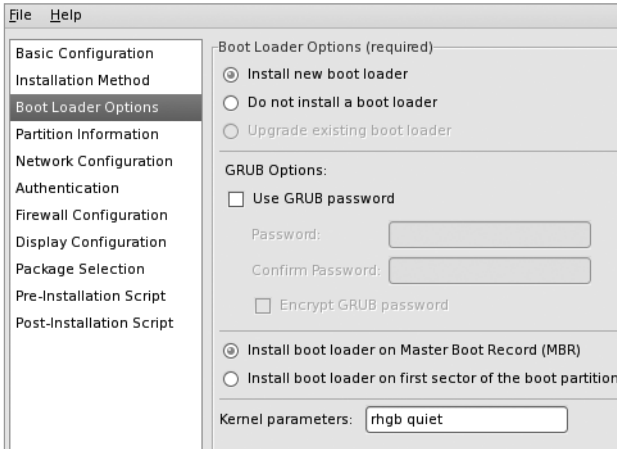 File Help
Basic Configuration
Installation Method
Boot Loader Options
Partition Information
Network Configuration
Authentication
Firewall Configuration
Display Configuration
Package Selection
Pre-Installation Script
Post-Installation Script
Boot Loader Options (required)
Install new boot loader
Do not install a boot loader
Upgrade existing boot loader
GRUB Options:
Use GRUB password
Password:
Confirm Password:
Encrypt GRUB password
Install boot loader on Master Boot Record (MBR)
Install boot loader on first sector of the boot partition
Kernel parameters: rhgb quiet